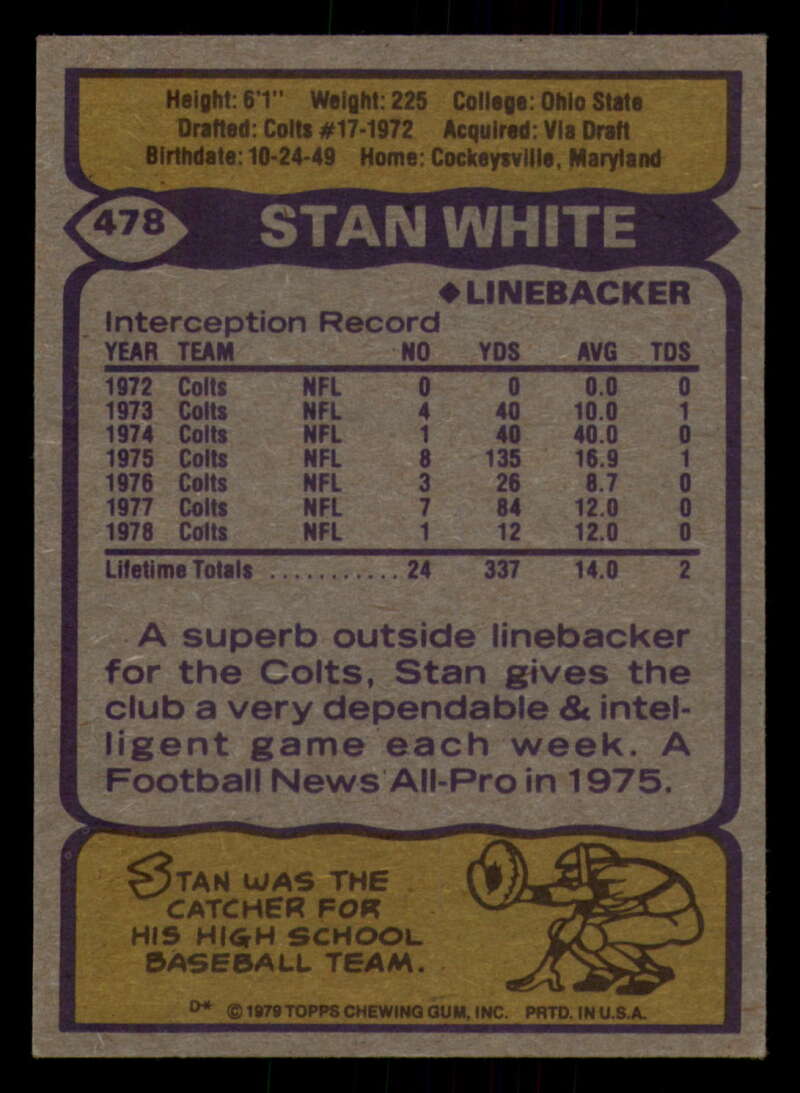 Height: 6'1" Weight: 225 College: Ohio State
Drafted: Colts #17-1972 Acquired: Via Draft
Birthdate: 10-24-49 Home: Cockeysville, Maryland
478 STAN WHITE
◆LINEBACKER
Interception Record
YEAR TEAM NO YDS AVG TDS
1972 Colts NFL 0 0 0.0 0
1973 Colts NFL 4 40 10.0 1
1974 Colts NFL 1 40 40.0 0
1975 Colts NFL 8 135 16.9 1
1976 Colts NFL 3 26 8.7 0
1977 Colts NFL 7 84 12.0 0
1978 Colts NFL 1 12 12.0 0
Lifetime Totals ............ 24 337 14.0 2
A superb outside linebacker
for the Colts, Stan gives the
club a very dependable & intel-
ligent game each week. A
Football News All-Pro in 1975.
STAN WAS THE
CATCHER FOR
HIS HIGH SCHOOL
BASEBALL TEAM.
D* © 1979 TOPPS CHEWING GUM, INC. PRTD. IN U.S.A.